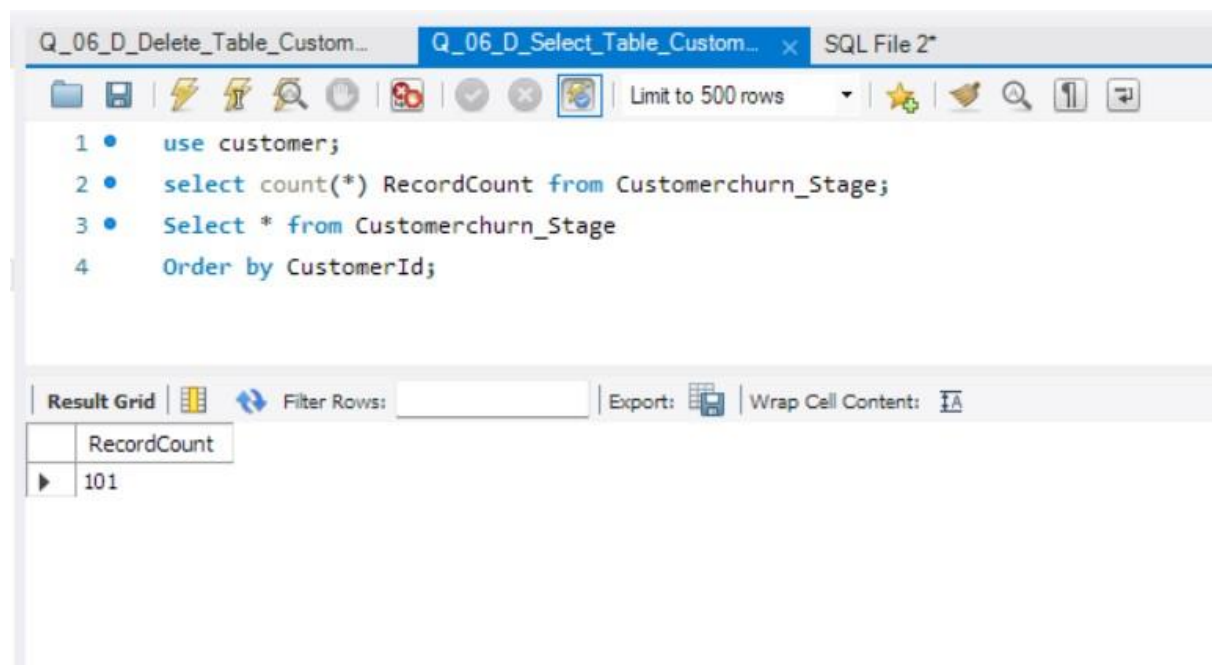 Q_06_D_Delete_Table_Custom... Q_06_D_Select_Table_Custom... × SQL File 2*
Limit to 500 rows
1 use customer;
2 select count(*) RecordCount from Customerchurn_Stage;
3 Select * from Customerchurn_Stage
4 Order by CustomerId;
Result Grid Filter Rows: Export: Wrap Cell Content: IA
RecordCount
101